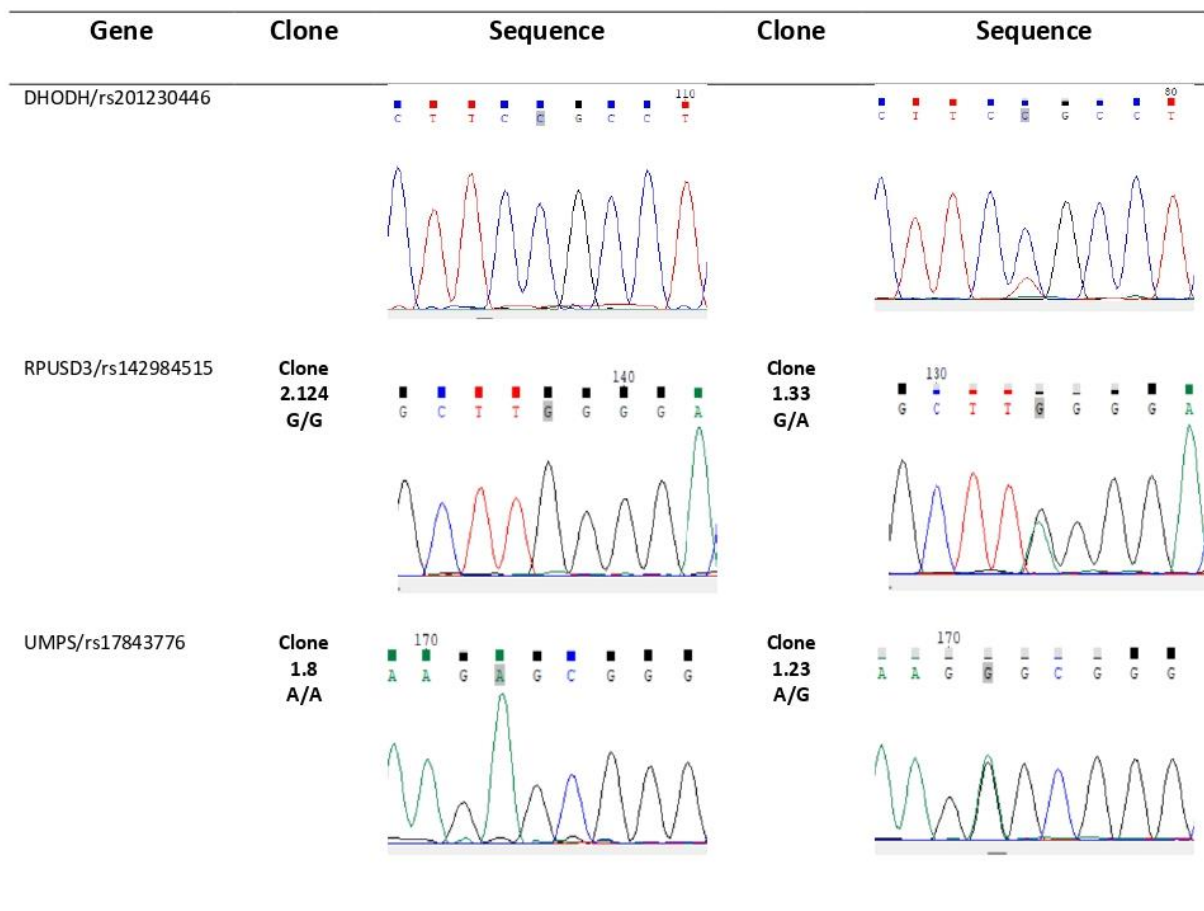 Gene Clone Sequence Clone Sequence
DHODH/rs201230446
110
C T T C C G C C T
80
C T T C G C C T
RPUSD3/rs142984515
Clone
2.124
G/G
140
G C T T G G G G A
Clone
1.33
G/A
130
G C T T G G G G A
UMPS/rs17843776
Clone
1.8
A/A
170
A A G A G C G G G
Clone
1.23
A/G
170
A A G G G C G G G